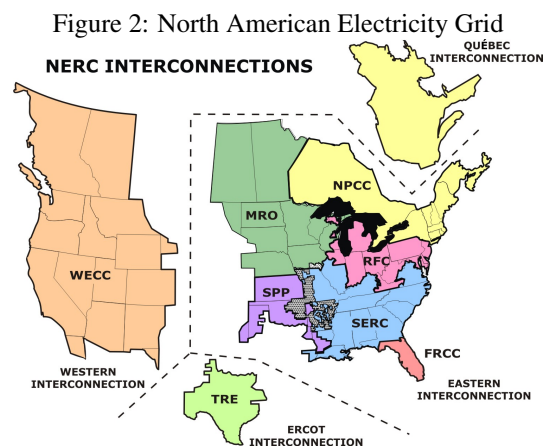 Figure 2: North American Electricity Grid
QUÉBEC
INTERCONNECTION
NERC INTERCONNECTIONS
NPCC
MRO
WECC
RFC
SPP
SERC
FRCC
WESTERN
INTERCONNECTION
EASTERN
INTERCONNECTION
TRE
ERCOT
INTERCONNECTION